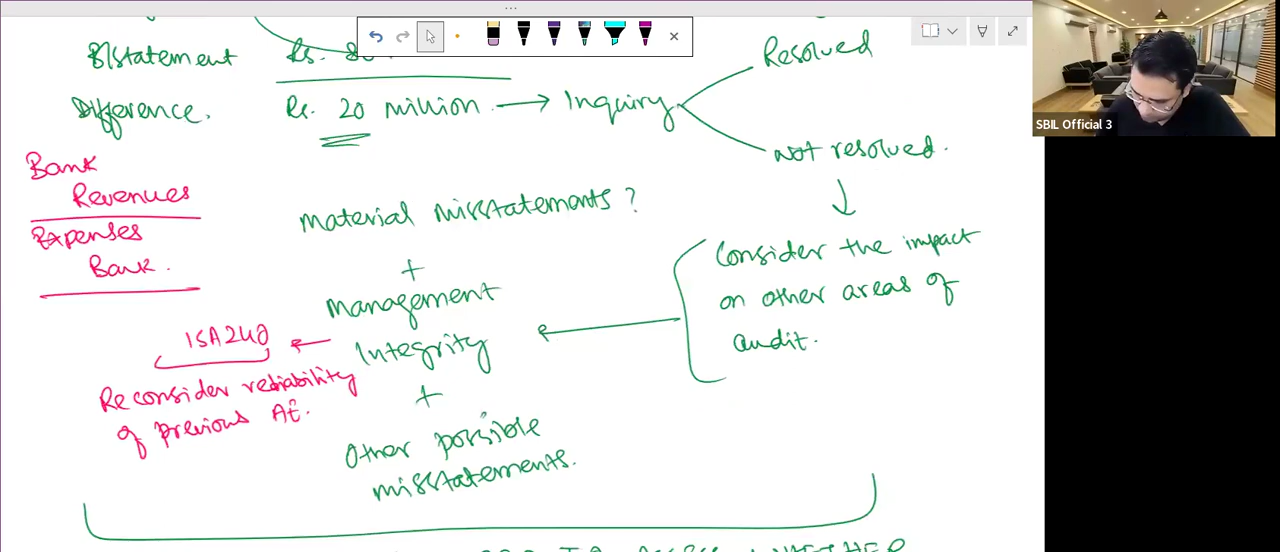 B/Statement
Difference.
Rs. 20 million → Inquiry
Resolved
Not resolved.
Bank
Revenues
Expenses
Bank.
Material misstatements?
+
Management
Integrity
+
Other possible
misstatements.
Consider the impact
on other areas of
audit.
ISA240
Reconsider reliability
of previous AE.
SBIL Official 3